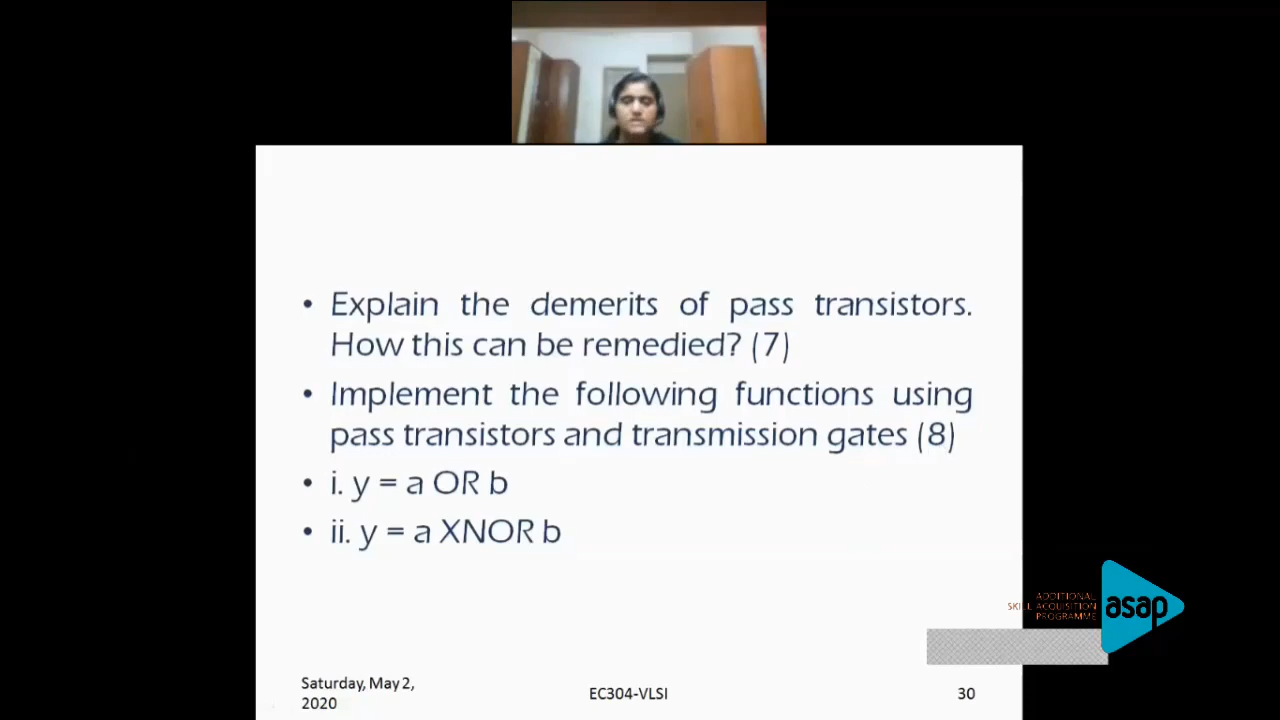 • Explain the demerits of pass transistors.
How this can be remedied? (7)
• Implement the following functions using
pass transistors and transmission gates (8)
• i. y = a OR b
• ii. y = a XNOR b
ADDITIONAL
SKILL ACQUISITION
PROGRAMME
asap
Saturday, May 2,
2020
EC304-VLSI
30